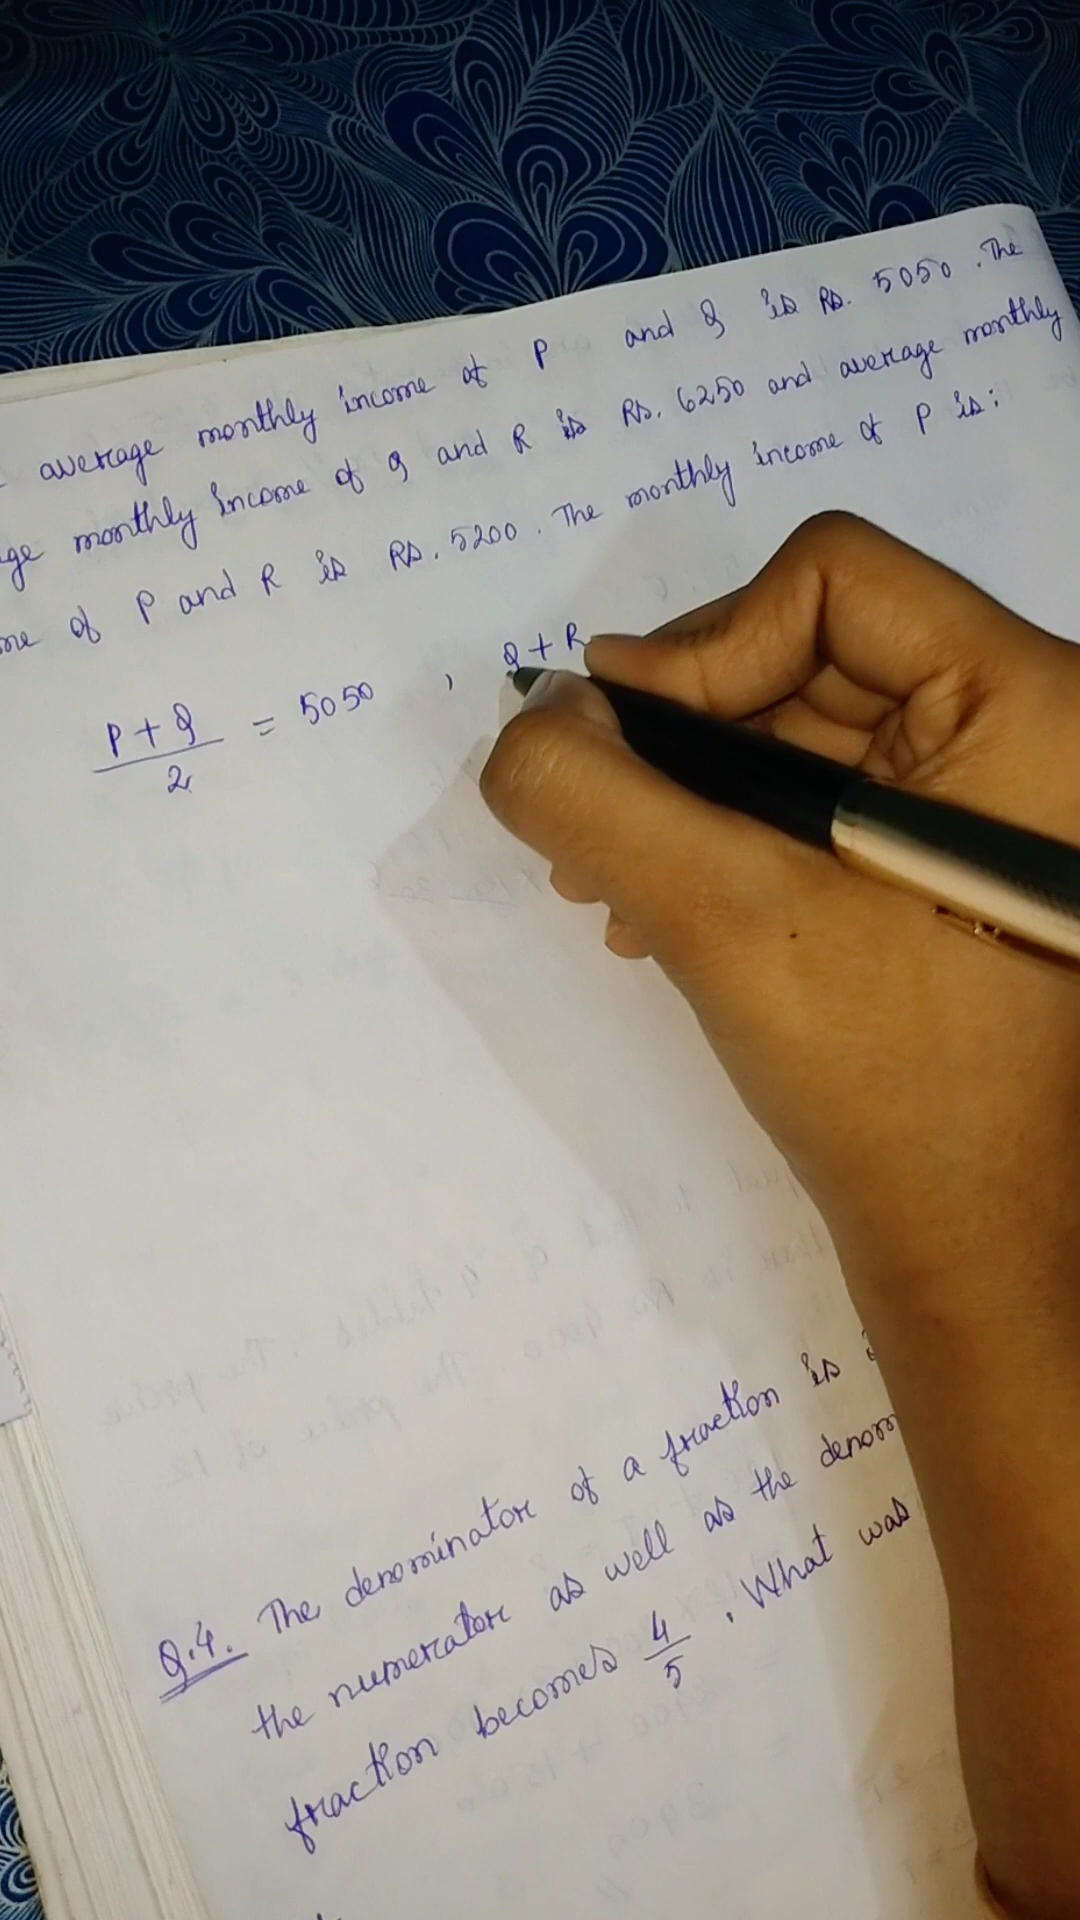 average monthly income of P and Q is Rs. 5050. The
monthly income of Q and R is Rs. 6250 and average monthly
of P and R is Rs. 5200. The monthly income of P is:
P + Q / 2 = 5050 , Q + R
Q.4. The denominator of a fraction is
the numerator as well as the denom
fraction becomes 4/5. What was